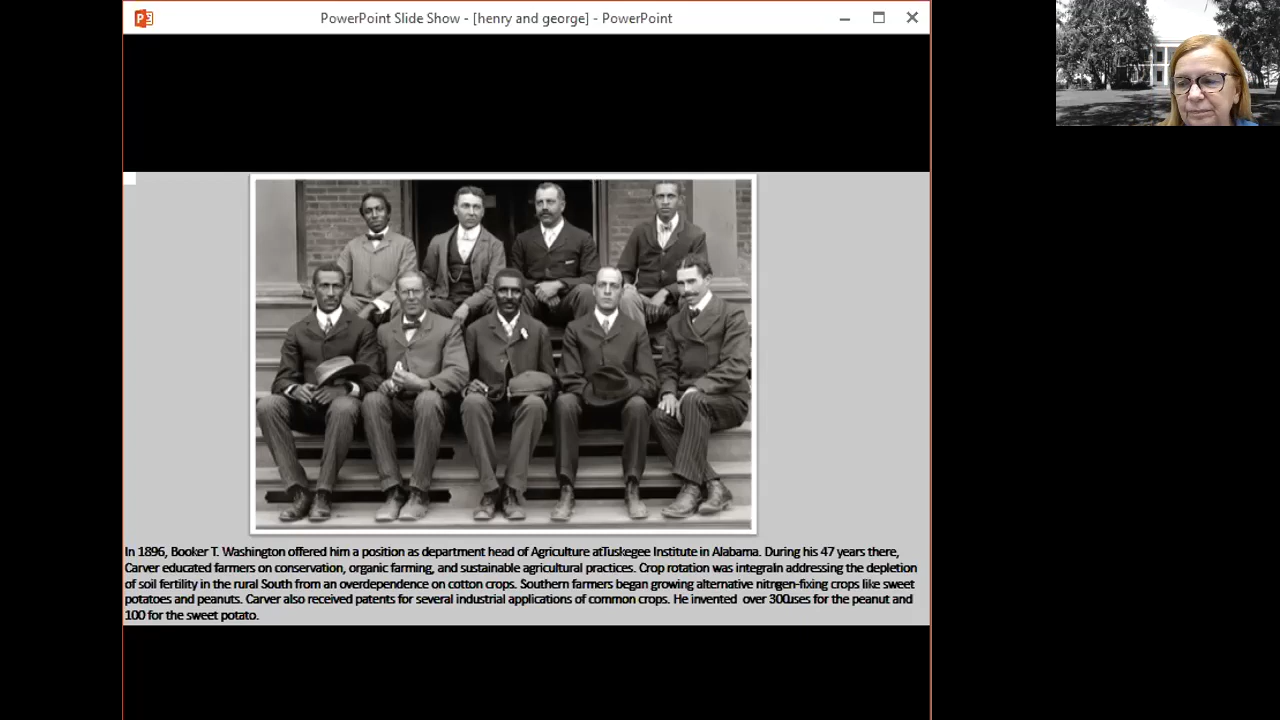 PowerPoint Slide Show - [henry and george] - PowerPoint
In 1896, Booker T. Washington offered him a position as department head of Agriculture atTuskegee Institute in Alabama. During his 47 years there,
Carver educated farmers on conservation, organic farming, and sustainable agricultural practices. Crop rotation was integraln addressing the depletion
of soil fertility in the rural South from an overdependence on cotton crops. Southern farmers began growing alternative nitrgen-fixing crops like sweet
potatoes and peanuts. Carver also received patents for several industrial applications of common crops. He invented over 300uses for the peanut and
100 for the sweet potato.